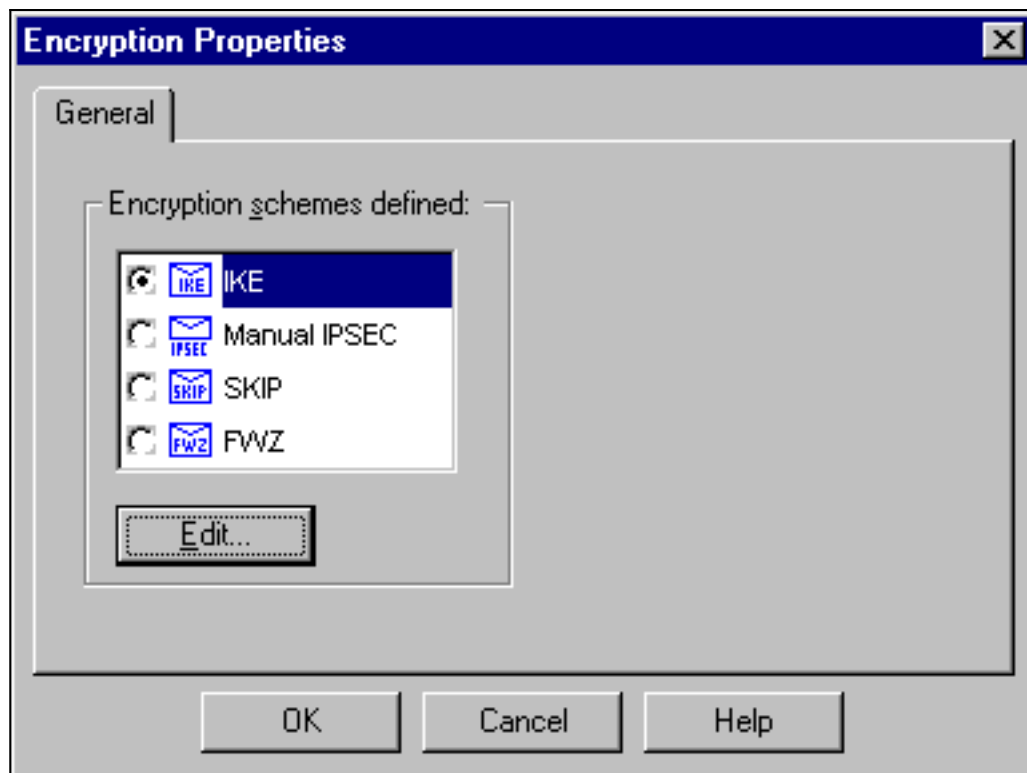 Encryption Properties
General
Encryption schemes defined:
IKE IKE
IPSEC Manual IPSEC
SKIP SKIP
FWZ FWZ
Edit...
OK Cancel Help